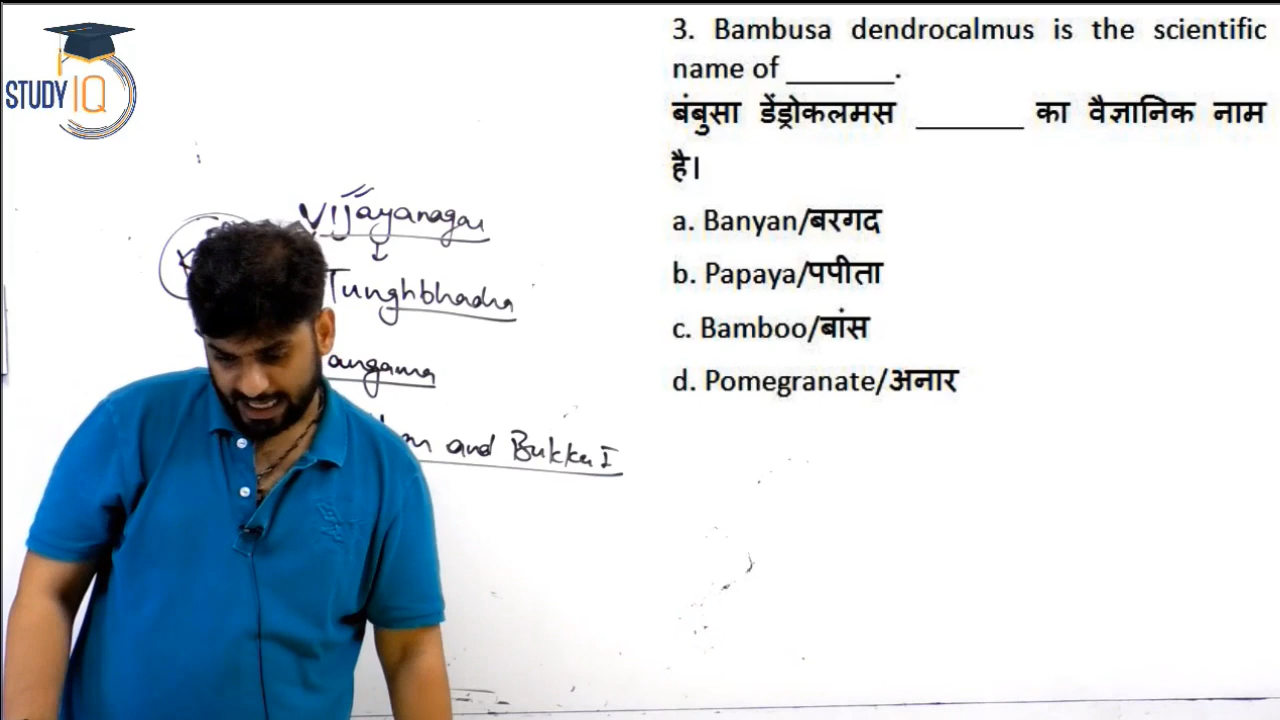 STUDY IQ
3. Bambusa dendrocalmus is the scientific
name of _______.
बंबुसा डेंड्रोकलमस _______ का वैज्ञानिक नाम
है।
a. Banyan/बरगद
b. Papaya/पपीता
c. Bamboo/बांस
d. Pomegranate/अनार
Vijayanagar
Tunghbhadra
angama
and Bukka I